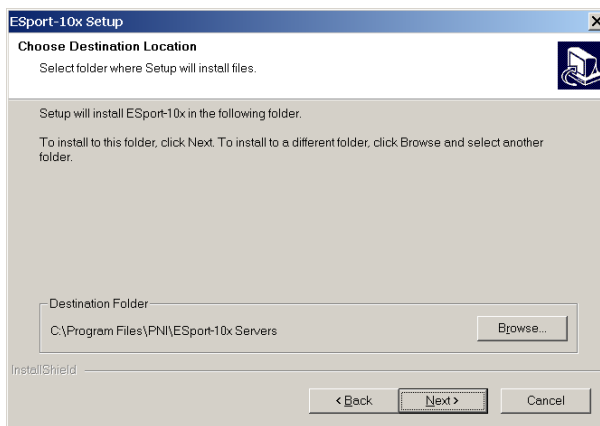 ESport-10x Setup
Choose Destination Location
Select folder where Setup will install files.
Setup will install ESport-10x in the following folder.
To install to this folder, click Next. To install to a different folder, click Browse and select another
folder.
Destination Folder
C:\Program Files\PNI\ESport-10x Servers
Browse...
InstallShield
< Back
Next >
Cancel